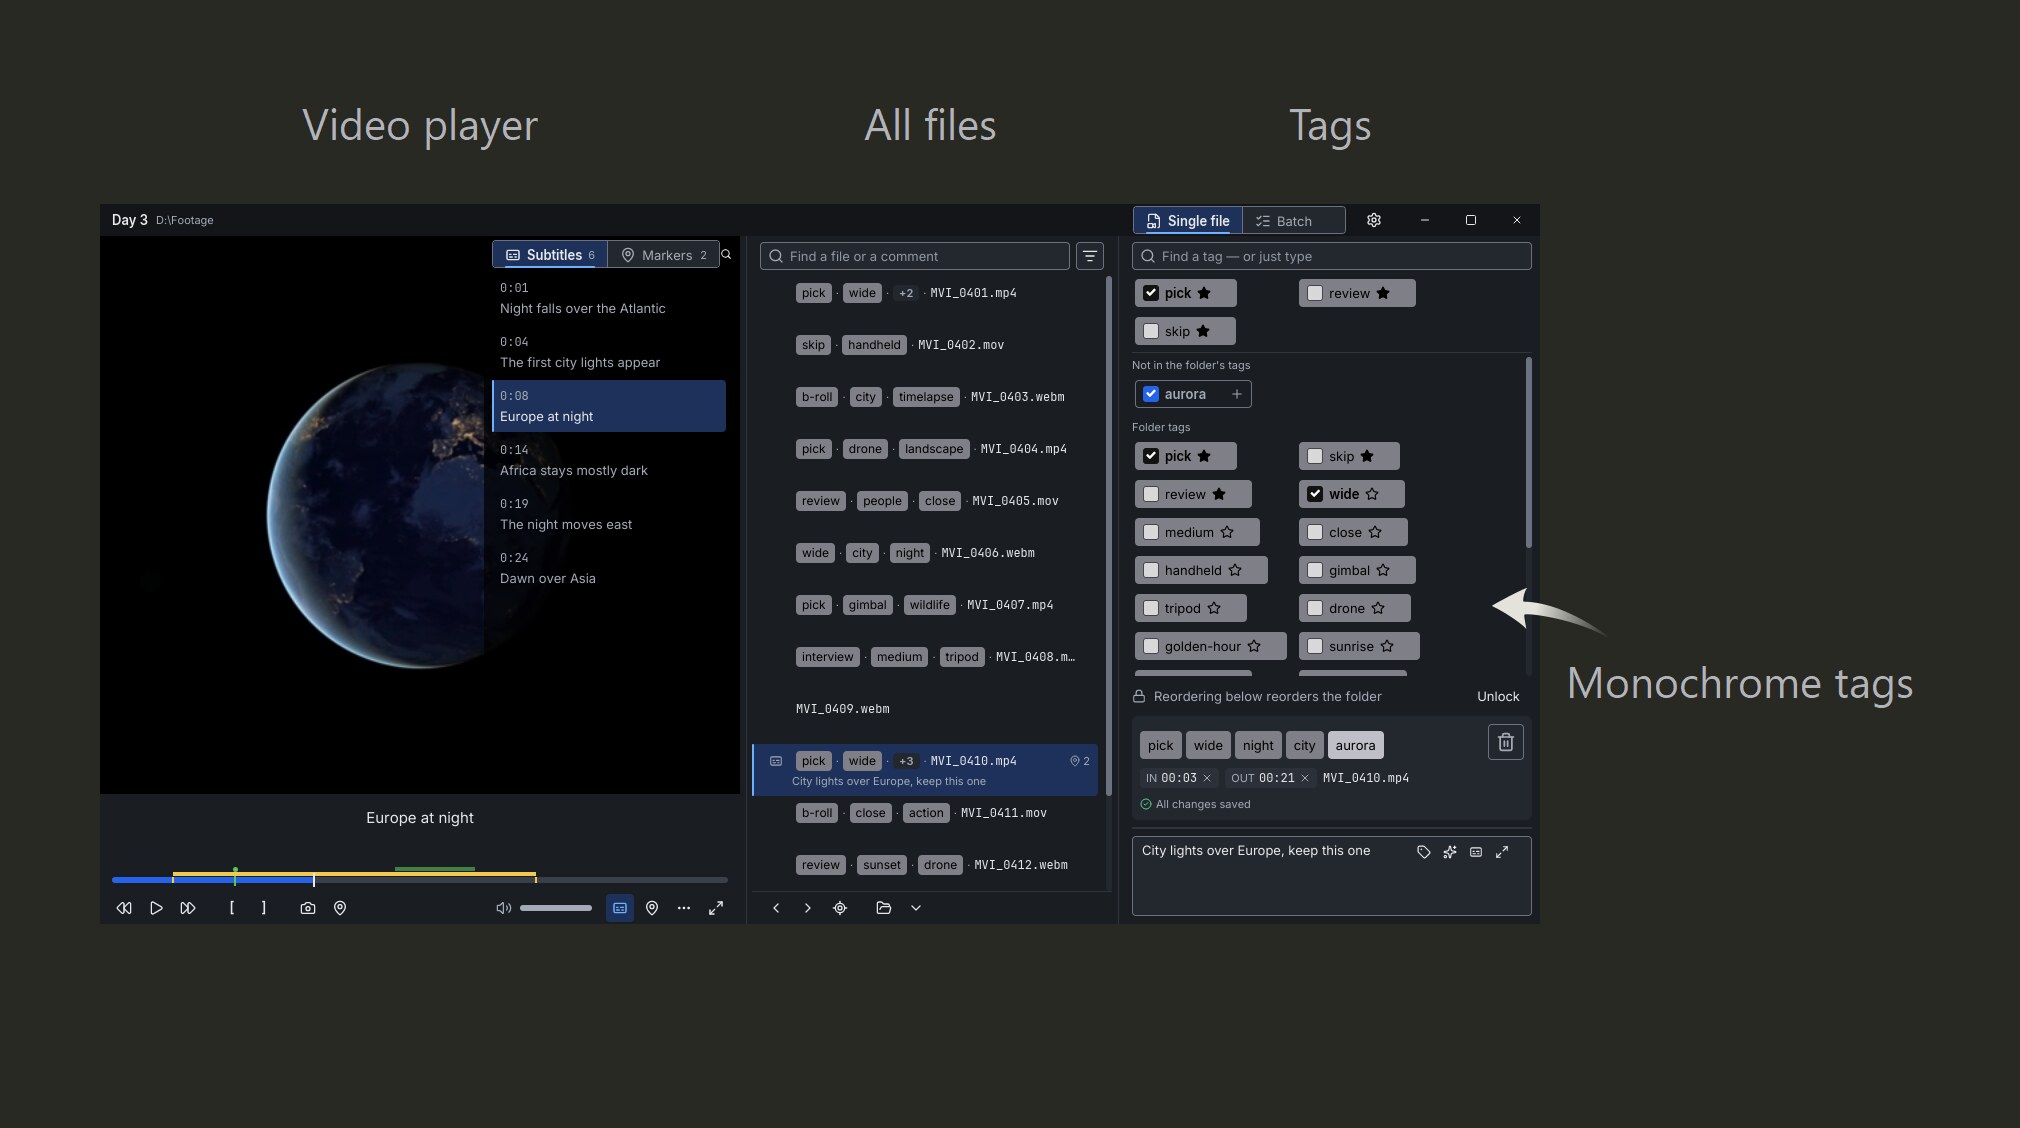 Video player
All files
Tags
Day 3 D:\Footage
Single file
Batch
Subtitles 6
Markers 2
0:01
Night falls over the Atlantic
0:04
The first city lights appear
0:08
Europe at night
0:14
Africa stays mostly dark
0:19
The night moves east
0:24
Dawn over Asia
Europe at night
[ ]
Find a file or a comment
pick · wide · +2 · MVI_0401.mp4
skip · handheld · MVI_0402.mov
b-roll · city · timelapse · MVI_0403.webm
pick · drone · landscape · MVI_0404.mp4
review · people · close · MVI_0405.mov
wide · city · night · MVI_0406.webm
pick · gimbal · wildlife · MVI_0407.mp4
interview · medium · tripod · MVI_0408.m…
MVI_0409.webm
pick · wide · +3 · MVI_0410.mp4 2
City lights over Europe, keep this one
b-roll · close · action · MVI_0411.mov
review · sunset · drone · MVI_0412.webm
Find a tag — or just type
pick review
skip
Not in the folder's tags
aurora +
Folder tags
pick skip
review wide
medium close
handheld gimbal
tripod drone
golden-hour sunrise
Reordering below reorders the folder Unlock
pick wide night city aurora
IN 00:03 × OUT 00:21 × MVI_0410.mp4
All changes saved
City lights over Europe, keep this one
Monochrome tags